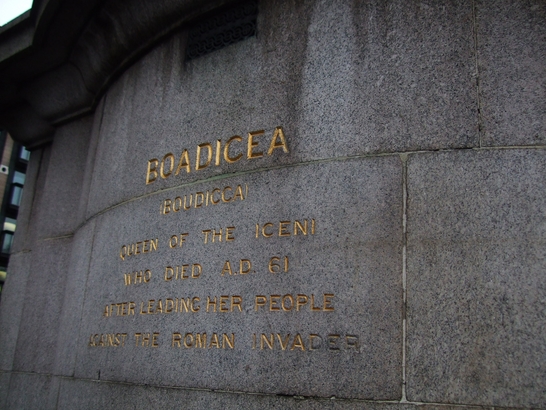 BOADICEA
(BOUDICCA)
QUEEN OF THE ICENI
WHO DIED A.D. 61
AFTER LEADING HER PEOPLE
AGAINST THE ROMAN INVADER